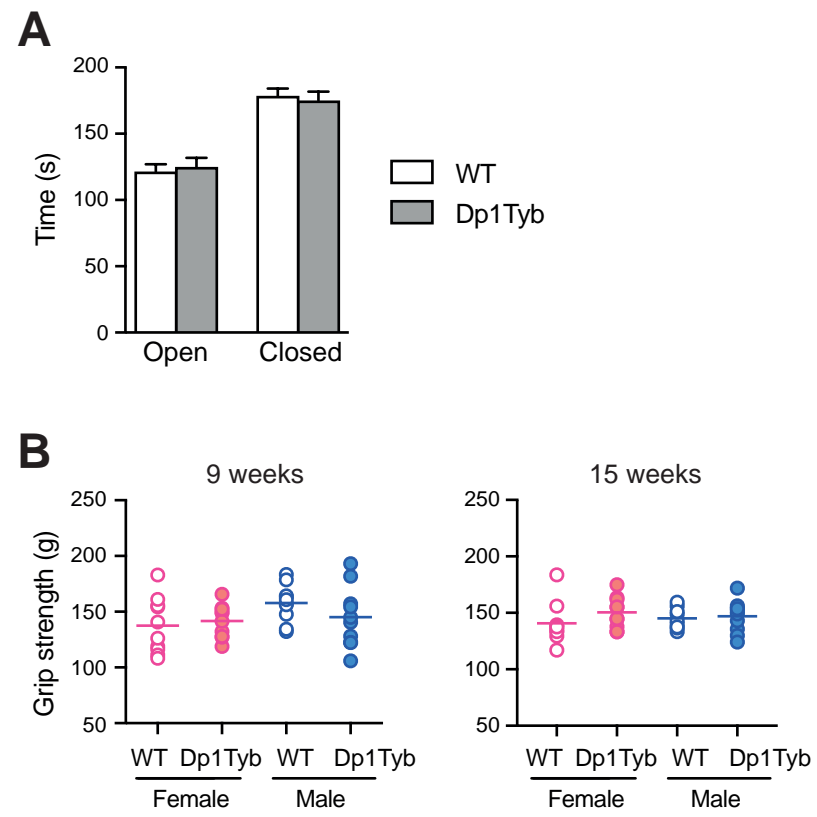 A
200
150
100
50
0
Time (s)
Open Closed
WT
Dp1Tyb
B
9 weeks
250
200
150
100
50
Grip strength (g)
WT Dp1Tyb WT Dp1Tyb
Female Male
15 weeks
250
200
150
100
50
WT Dp1Tyb WT Dp1Tyb
Female Male